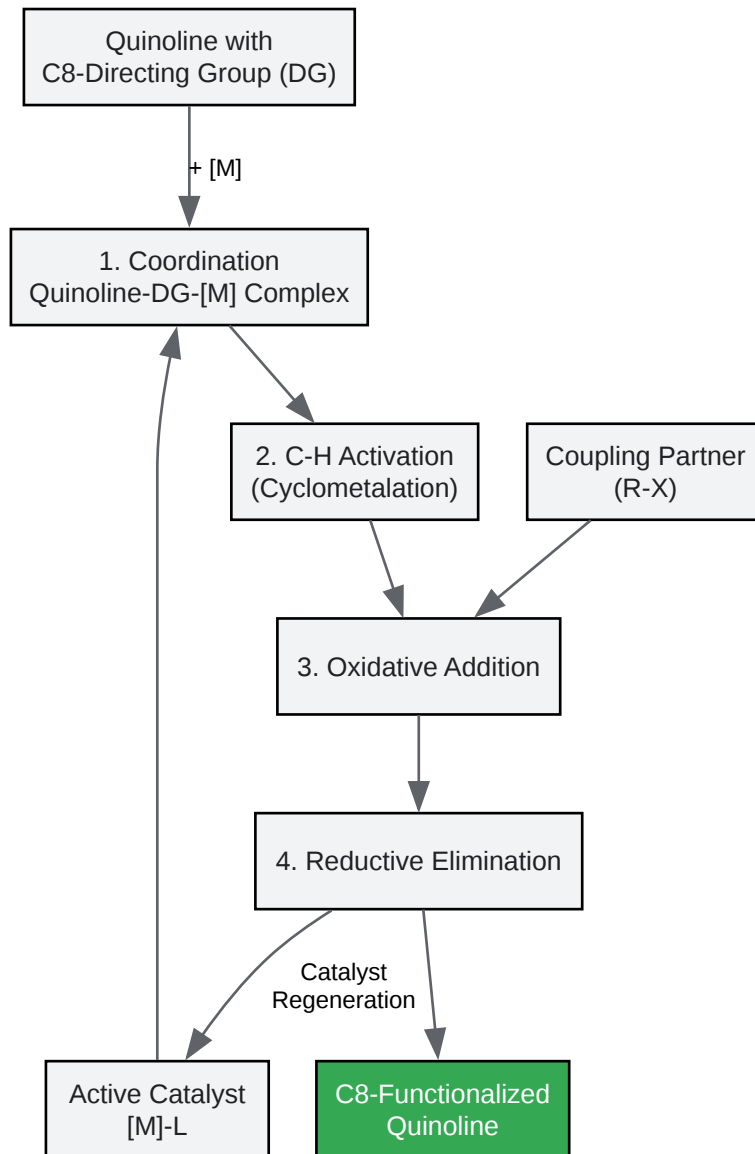 Quinoline with
C8-Directing Group (DG)
+ [M]
1. Coordination
Quinoline-DG-[M] Complex
2. C-H Activation
(Cyclometalation)
Coupling Partner
(R-X)
3. Oxidative Addition
4. Reductive Elimination
Catalyst
Regeneration
Active Catalyst
[M]-L
C8-Functionalized
Quinoline